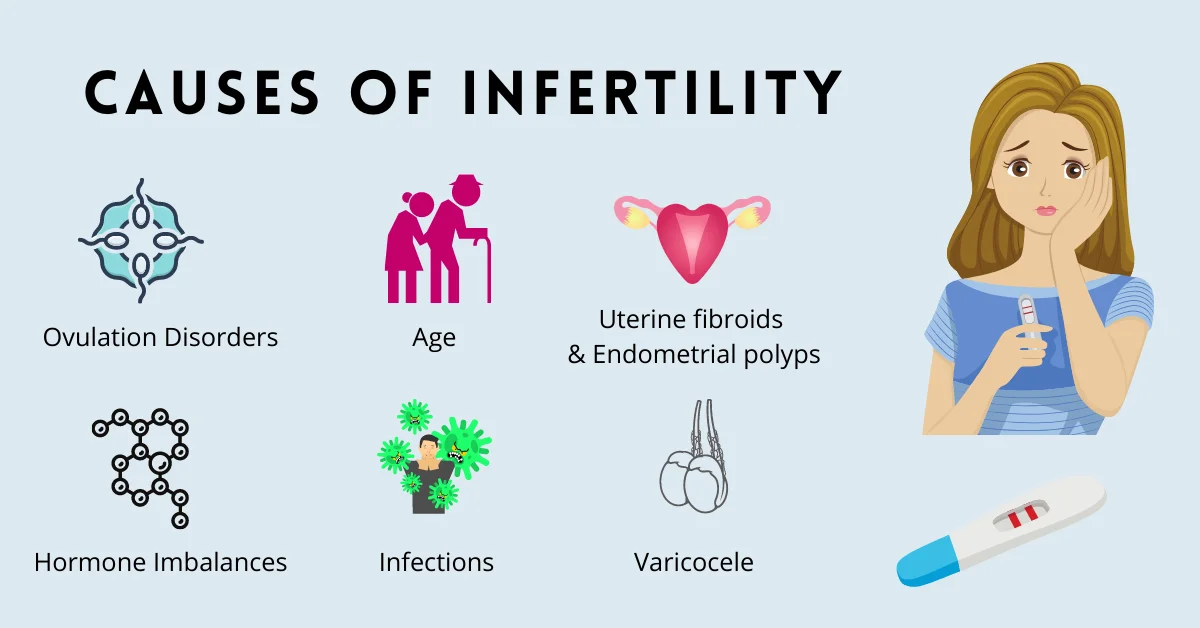 CAUSES OF INFERTILITY
Ovulation Disorders
Age
Uterine fibroids
& Endometrial polyps
Hormone Imbalances
Infections
Varicocele